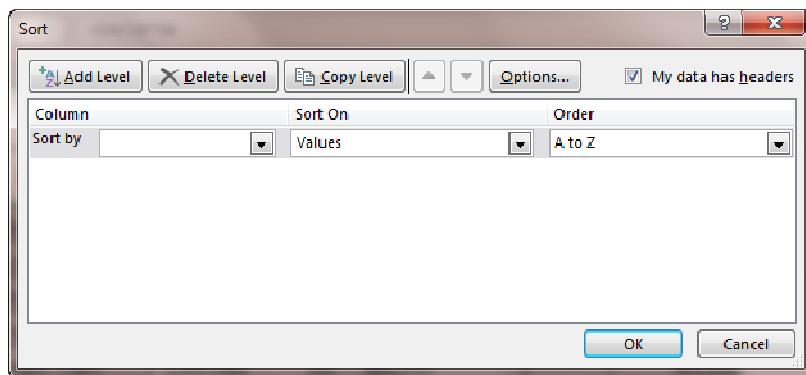 Sort
Add Level Delete Level Copy Level Options... My data has headers
Column Sort On Order
Sort by Values A to Z
OK Cancel